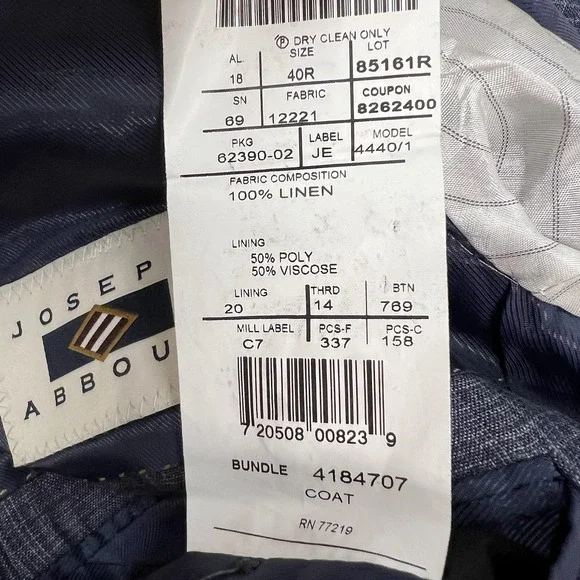 Ⓟ DRY CLEAN ONLY
AL SIZE LOT
18 40R 85161R
SN FABRIC COUPON
69 12221 8262400
PKG LABEL MODEL
62390-02 JE 4440/1
FABRIC COMPOSITION
100% LINEN
LINING
50% POLY
50% VISCOSE
LINING THRD BTN
20 14 769
MILL LABEL PCS-F PCS-C
C7 337 158
7 20508 00823 9
BUNDLE 4184707
COAT
RN 77219
JOSEP
ABBOU